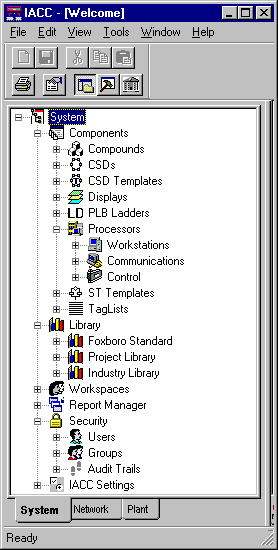 IACC - [Welcome]
File Edit View Tools Window Help
System
Components
Compounds
CSDs
CSD Templates
Displays
LD PLB Ladders
Processors
Workstations
Communications
Control
ST Templates
TagLists
Library
Foxboro Standard
Project Library
Industry Library
Workspaces
Report Manager
Security
Users
Groups
Audit Trails
IACC Settings
System Network Plant
Ready